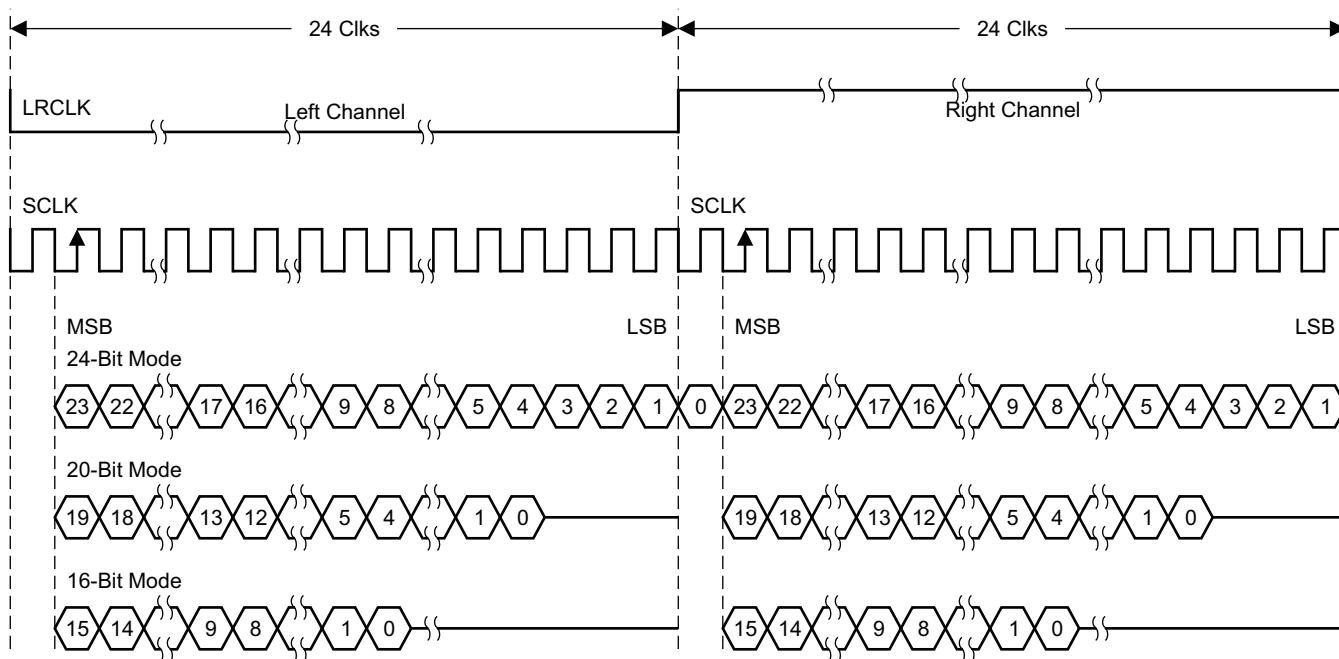 24 Clks 24 Clks
LRCLK Left Channel Right Channel
SCLK SCLK
MSB LSB MSB LSB
24-Bit Mode
23 22 17 16 9 8 5 4 3 2 1 0 23 22 17 16 9 8 5 4 3 2 1
20-Bit Mode
19 18 13 12 5 4 1 0 19 18 13 12 5 4 1 0
16-Bit Mode
15 14 9 8 1 0 15 14 9 8 1 0